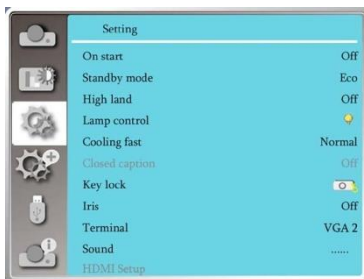 Setting
On start Off
Standby mode Eco
High land Off
Lamp control
Cooling fast Normal
Closed caption Off
Key lock
Iris Off
Terminal VGA 2
Sound ......
HDMI Setup